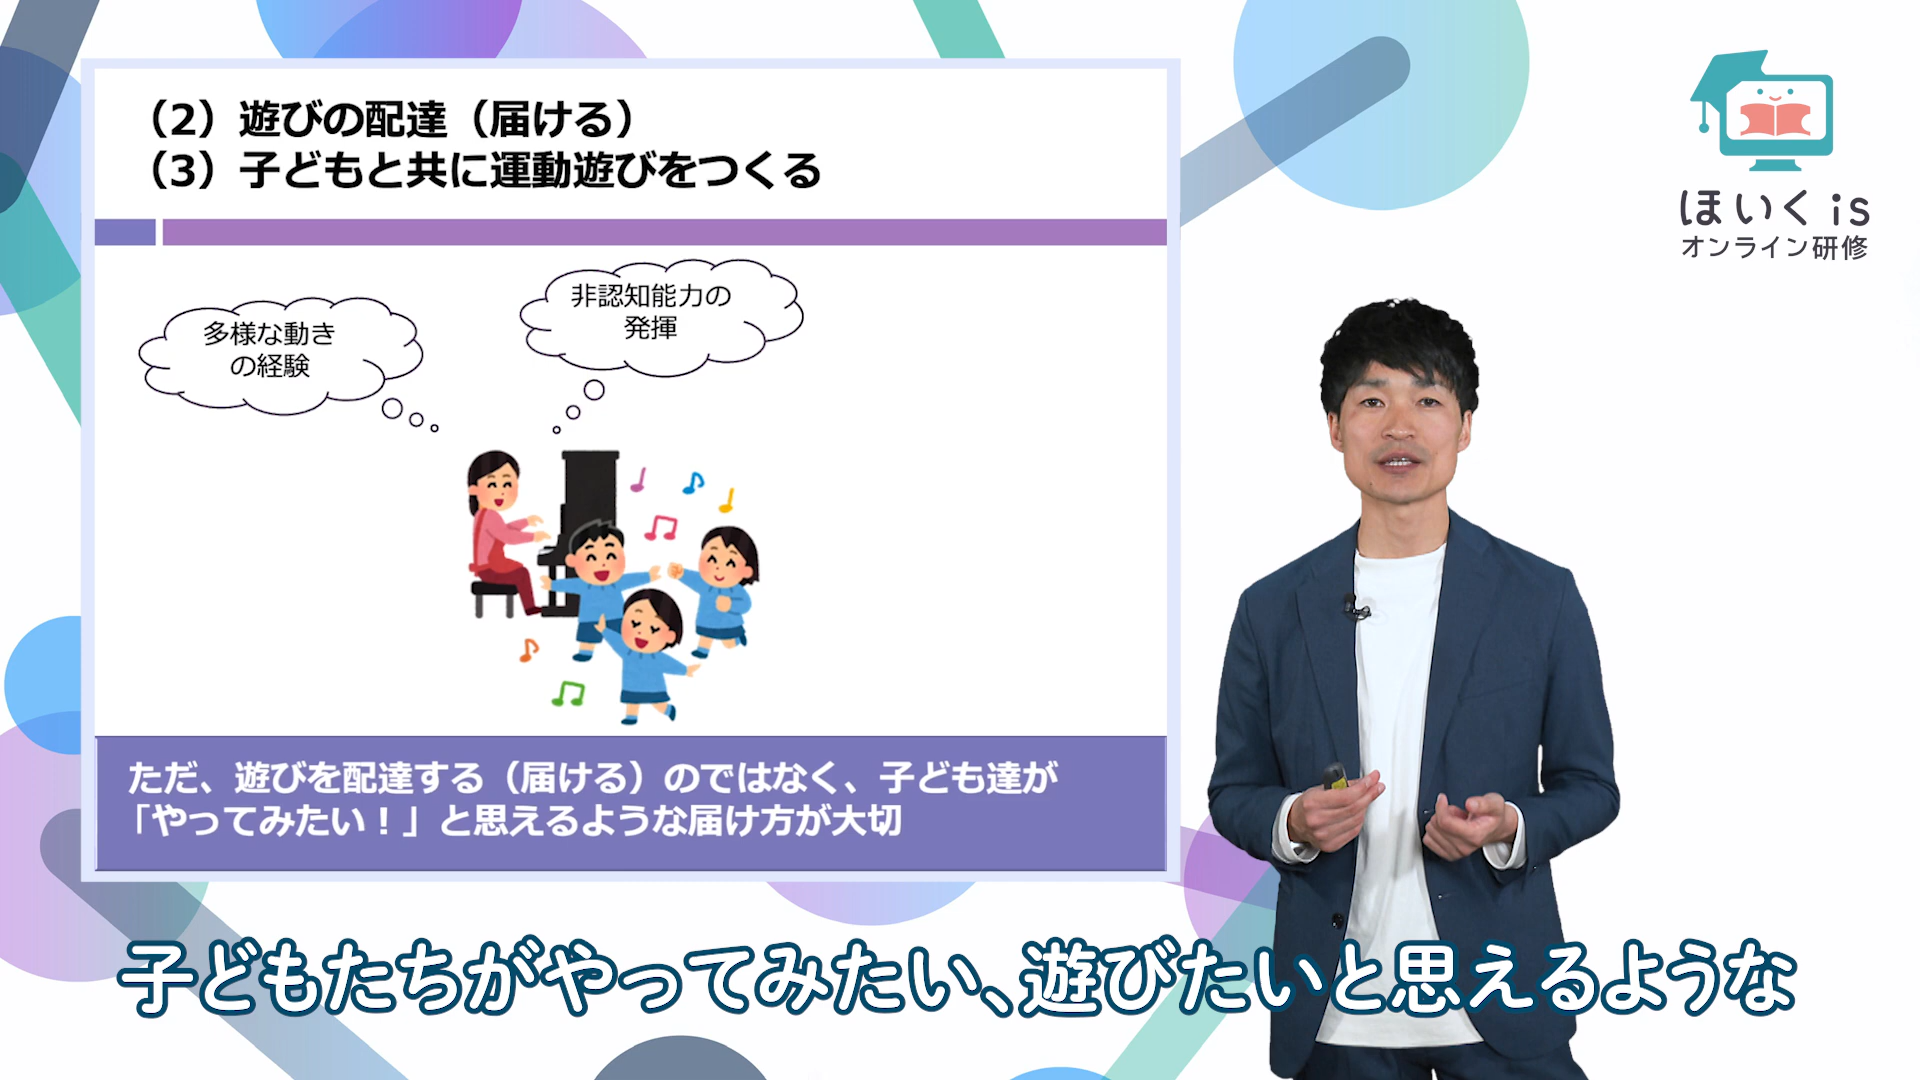 （2）遊びの配達（届ける）
（3）子どもと共に運動遊びをつくる
多様な動き
の経験
非認知能力の
発揮
ただ、遊びを配達する（届ける）のではなく、子ども達が
「やってみたい！」と思えるような届け方が大切
ほいくis
オンライン研修
子どもたちがやってみたい、遊びたいと思えるような